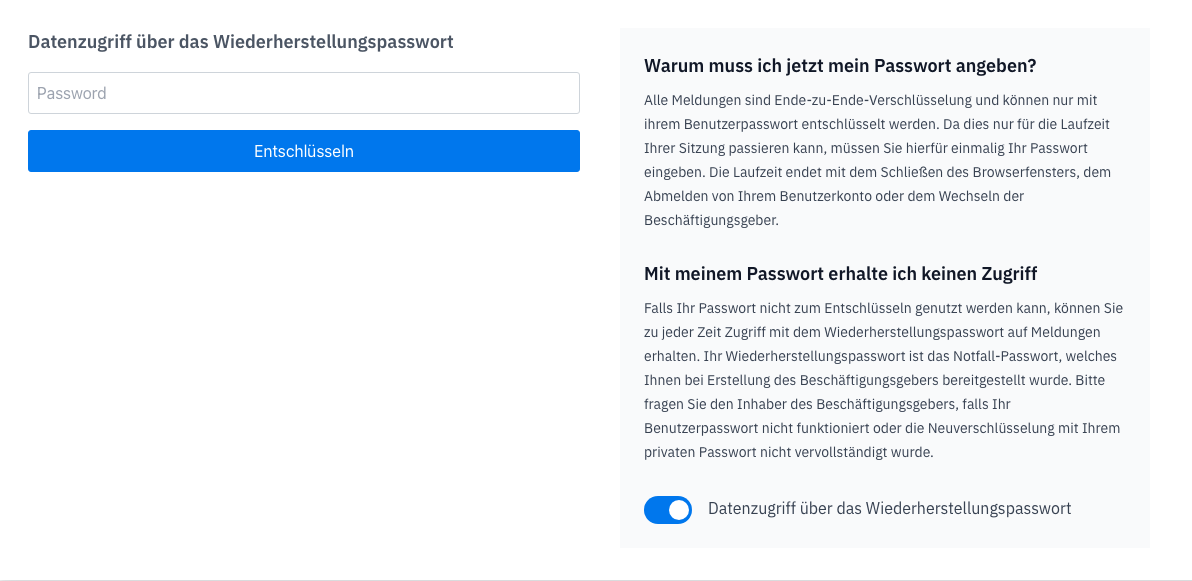 Datenzugriff über das Wiederherstellungspasswort
Password
Entschlüsseln
Warum muss ich jetzt mein Passwort angeben?
Alle Meldungen sind Ende-zu-Ende-Verschlüsselung und können nur mit
ihrem Benutzerpasswort entschlüsselt werden. Da dies nur für die Laufzeit
Ihrer Sitzung passieren kann, müssen Sie hierfür einmalig Ihr Passwort
eingeben. Die Laufzeit endet mit dem Schließen des Browserfensters, dem
Abmelden von Ihrem Benutzerkonto oder dem Wechseln der
Beschäftigungsgeber.
Mit meinem Passwort erhalte ich keinen Zugriff
Falls Ihr Passwort nicht zum Entschlüsseln genutzt werden kann, können Sie
zu jeder Zeit Zugriff mit dem Wiederherstellungspasswort auf Meldungen
erhalten. Ihr Wiederherstellungspasswort ist das Notfall-Passwort, welches
Ihnen bei Erstellung des Beschäftigungsgebers bereitgestellt wurde. Bitte
fragen Sie den Inhaber des Beschäftigungsgebers, falls Ihr
Benutzerpasswort nicht funktioniert oder die Neuverschlüsselung mit Ihrem
privaten Passwort nicht vervollständigt wurde.
Datenzugriff über das Wiederherstellungspasswort